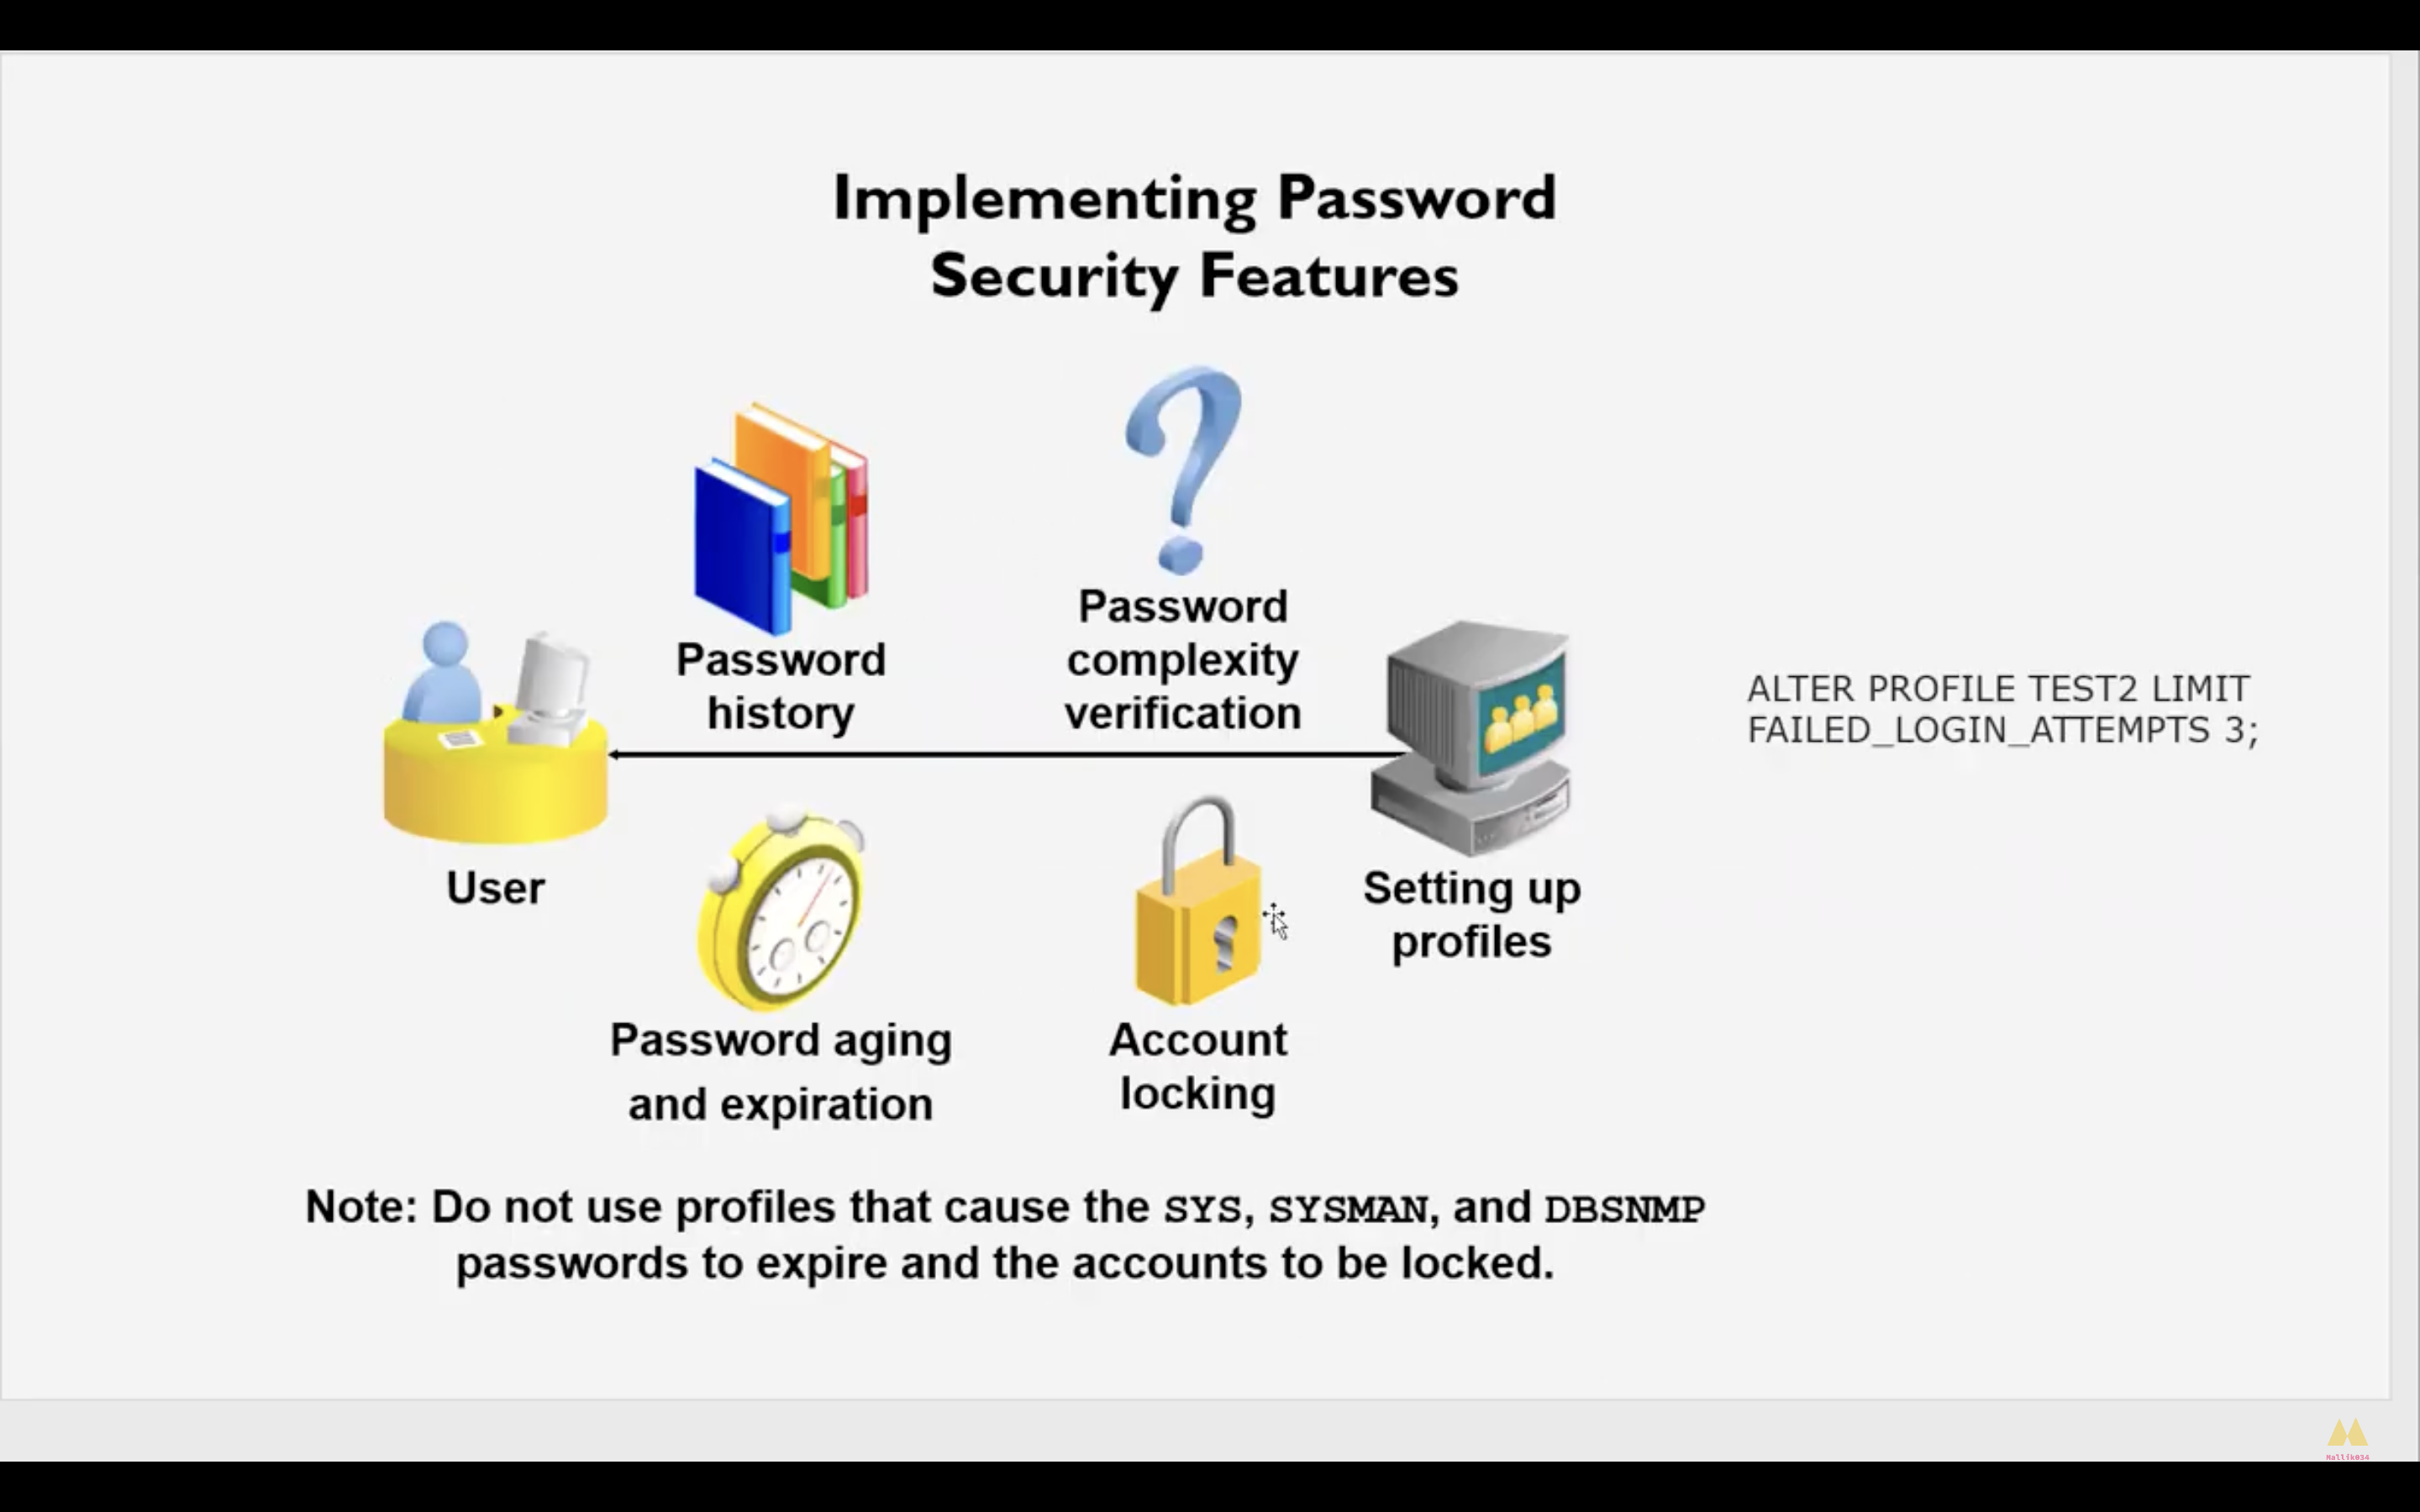 Implementing Password
Security Features
Password
history
Password
complexity
verification
ALTER PROFILE TEST2 LIMIT
FAILED_LOGIN_ATTEMPTS 3;
User
Setting up
profiles
Password aging
and expiration
Account
locking
Note: Do not use profiles that cause the SYS, SYSMAN, and DBSNMP
passwords to expire and the accounts to be locked.
Mallik034